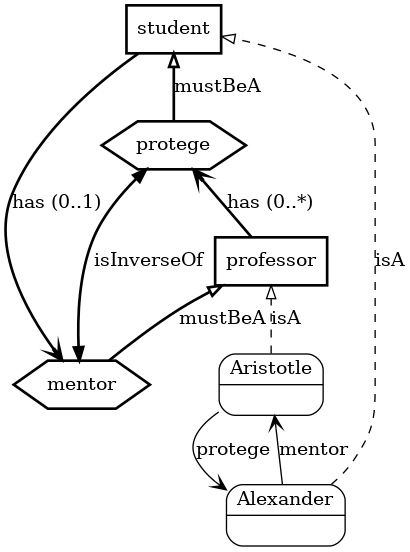 student
mustBeA
protege
has (0..1)
has (0..*)
isInverseOf
professor
isA
mustBeA
isA
mentor
Aristotle
protege
mentor
Alexander